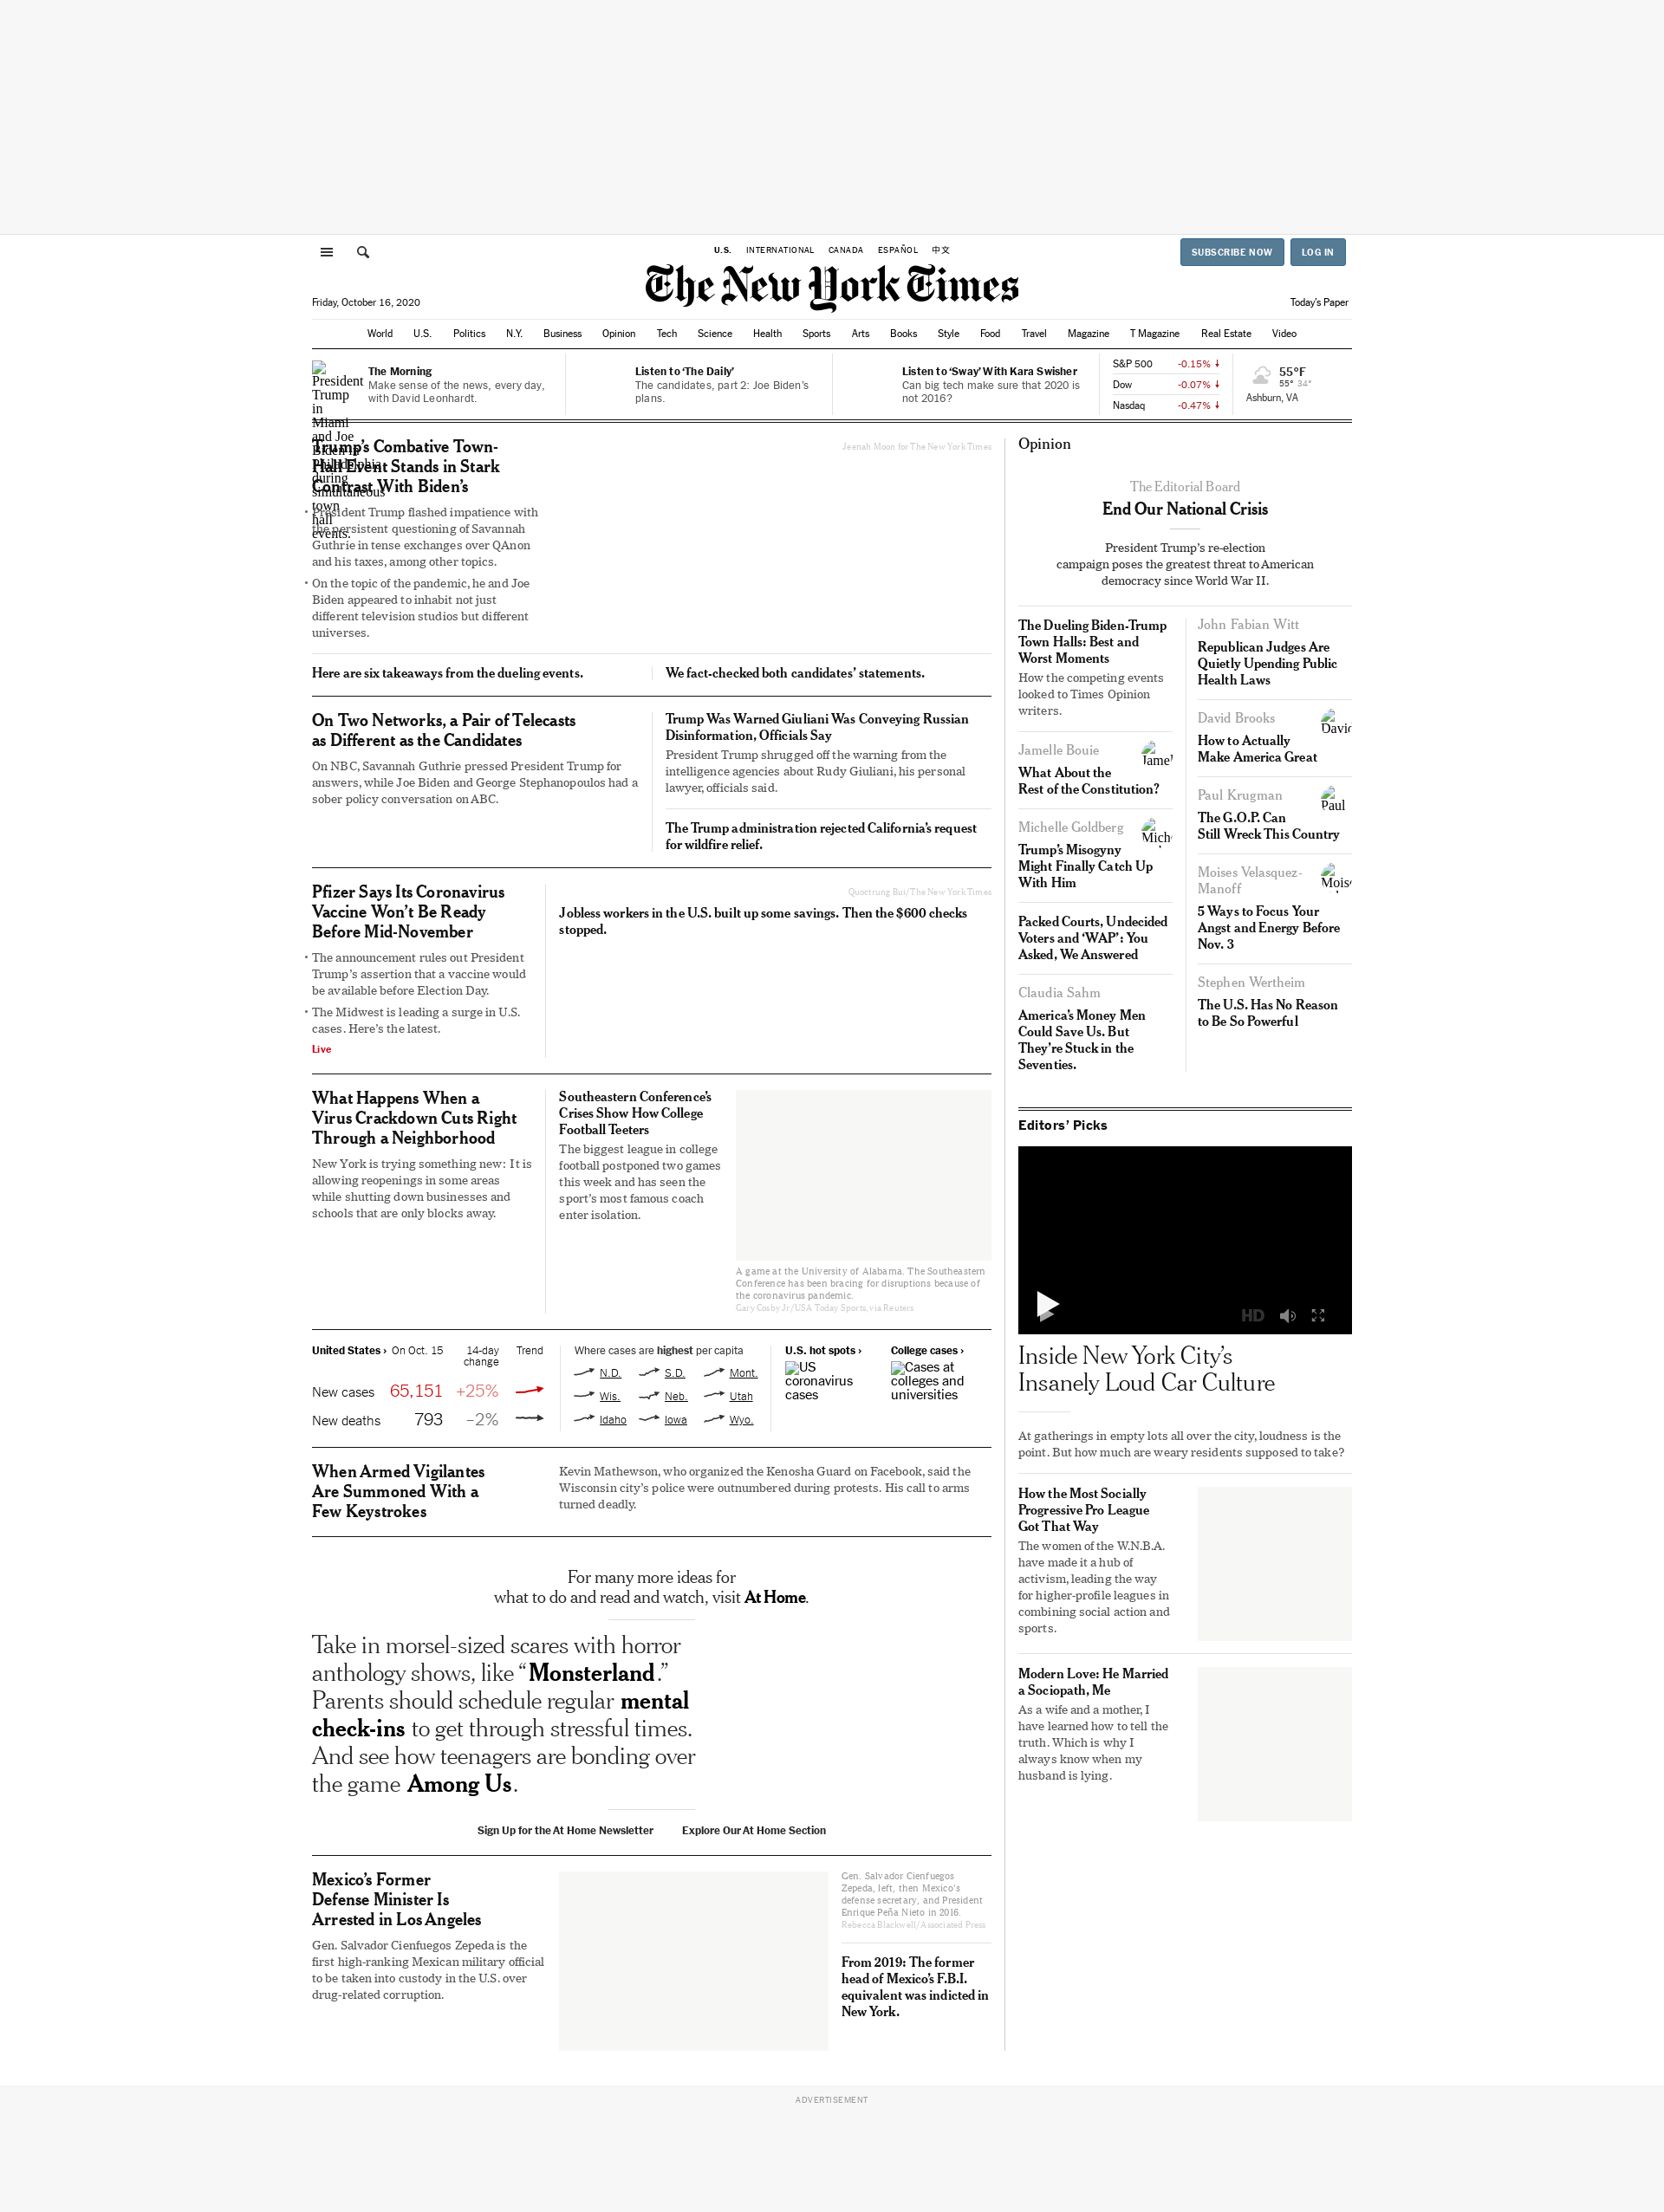 U.S. INTERNATIONAL CANADA ESPAÑOL 中文
SUBSCRIBE NOW LOG IN
The New York Times
Friday, October 16, 2020
Today's Paper
World U.S. Politics N.Y. Business Opinion Tech Science Health Sports Arts Books Style Food Travel Magazine T Magazine Real Estate Video
President Trump in Miami and Joe Biden in Philadelphia during simultaneous town hall events.
The Morning
Make sense of the news, every day,
with David Leonhardt.
Listen to ‘The Daily’
The candidates, part 2: Joe Biden’s
plans.
Listen to ‘Sway’ With Kara Swisher
Can big tech make sure that 2020 is
not 2016?
S&P 500 -0.15%
Dow -0.07%
Nasdaq -0.47%
55°F
55° 34°
Ashburn, VA
Trump’s Combative Town-
Hall Event Stands in Stark
Contrast With Biden’s
• President Trump flashed impatience with
the persistent questioning of Savannah
Guthrie in tense exchanges over QAnon
and his taxes, among other topics.
• On the topic of the pandemic, he and Joe
Biden appeared to inhabit not just
different television studios but different
universes.
Jeenah Moon for The New York Times
Here are six takeaways from the dueling events.
We fact-checked both candidates’ statements.
On Two Networks, a Pair of Telecasts
as Different as the Candidates
On NBC, Savannah Guthrie pressed President Trump for
answers, while Joe Biden and George Stephanopoulos had a
sober policy conversation on ABC.
Trump Was Warned Giuliani Was Conveying Russian
Disinformation, Officials Say
President Trump shrugged off the warning from the
intelligence agencies about Rudy Giuliani, his personal
lawyer, officials said.
The Trump administration rejected California’s request
for wildfire relief.
Pfizer Says Its Coronavirus
Vaccine Won’t Be Ready
Before Mid-November
• The announcement rules out President
Trump’s assertion that a vaccine would
be available before Election Day.
• The Midwest is leading a surge in U.S.
cases. Here’s the latest.
Live
Quoctrung Bui/The New York Times
Jobless workers in the U.S. built up some savings. Then the $600 checks
stopped.
What Happens When a
Virus Crackdown Cuts Right
Through a Neighborhood
New York is trying something new: It is
allowing reopenings in some areas
while shutting down businesses and
schools that are only blocks away.
Southeastern Conference’s
Crises Show How College
Football Teeters
The biggest league in college
football postponed two games
this week and has seen the
sport’s most famous coach
enter isolation.
A game at the University of Alabama. The Southeastern
Conference has been bracing for disruptions because of
the coronavirus pandemic.
Gary Cosby Jr/USA Today Sports, via Reuters
United States › On Oct. 15 14-day
change Trend
New cases 65,151 +25%
New deaths 793 –2%
Where cases are highest per capita
N.D. S.D. Mont.
Wis. Neb. Utah
Idaho Iowa Wyo.
U.S. hot spots ›
US
coronavirus
cases
College cases ›
Cases at
colleges and
universities
When Armed Vigilantes
Are Summoned With a
Few Keystrokes
Kevin Mathewson, who organized the Kenosha Guard on Facebook, said the
Wisconsin city’s police were outnumbered during protests. His call to arms
turned deadly.
For many more ideas for
what to do and read and watch, visit At Home.
Take in morsel-sized scares with horror
anthology shows, like “Monsterland.”
Parents should schedule regular mental
check-ins to get through stressful times.
And see how teenagers are bonding over
the game Among Us.
Sign Up for the At Home Newsletter Explore Our At Home Section
Mexico’s Former
Defense Minister Is
Arrested in Los Angeles
Gen. Salvador Cienfuegos Zepeda is the
first high-ranking Mexican military official
to be taken into custody in the U.S. over
drug-related corruption.
Gen. Salvador Cienfuegos
Zepeda, left, then Mexico’s
defense secretary, and President
Enrique Peña Nieto in 2016.
Rebecca Blackwell/Associated Press
From 2019: The former
head of Mexico’s F.B.I.
equivalent was indicted in
New York.
Opinion
The Editorial Board
End Our National Crisis
President Trump’s re-election
campaign poses the greatest threat to American
democracy since World War II.
The Dueling Biden-Trump
Town Halls: Best and
Worst Moments
How the competing events
looked to Times Opinion
writers.
Jamelle Bouie
What About the
Rest of the Constitution?
Michelle Goldberg
Trump’s Misogyny
Might Finally Catch Up
With Him
Packed Courts, Undecided
Voters and ‘WAP’: You
Asked, We Answered
Claudia Sahm
America’s Money Men
Could Save Us. But
They’re Stuck in the
Seventies.
John Fabian Witt
Republican Judges Are
Quietly Upending Public
Health Laws
David Brooks
David
How to Actually
Make America Great
Paul Krugman
Paul
The G.O.P. Can
Still Wreck This Country
Moises Velasquez-
Manoff
5 Ways to Focus Your
Angst and Energy Before
Nov. 3
Stephen Wertheim
The U.S. Has No Reason
to Be So Powerful
Editors’ Picks
HD
Inside New York City’s
Insanely Loud Car Culture
At gatherings in empty lots all over the city, loudness is the
point. But how much are weary residents supposed to take?
How the Most Socially
Progressive Pro League
Got That Way
The women of the W.N.B.A.
have made it a hub of
activism, leading the way
for higher-profile leagues in
combining social action and
sports.
Modern Love: He Married
a Sociopath, Me
As a wife and a mother, I
have learned how to tell the
truth. Which is why I
always know when my
husband is lying.
ADVERTISEMENT